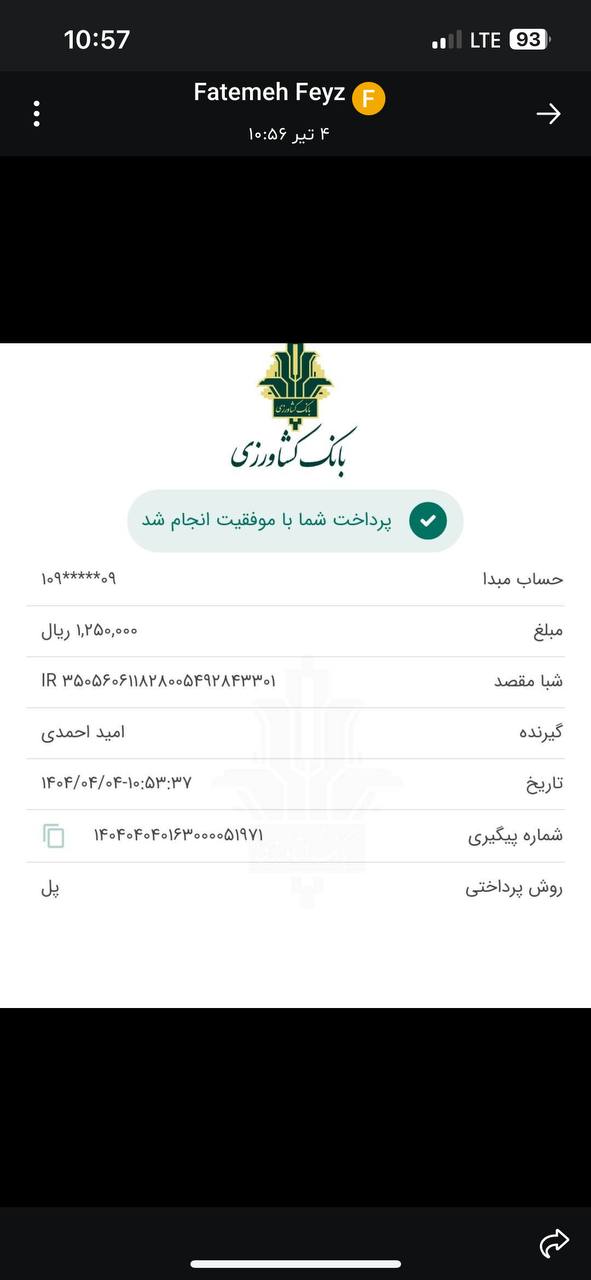 10:57 LTE 93
Fatemeh Feyz F
۴ تیر ۱۰:۵۶
بانک کشاورزی
بانک کشاورزی
پرداخت شما با موفقیت انجام شد
حساب مبدا ۱۰۹*****۰۹
مبلغ ۱,۲۵۰,۰۰۰ ریال
شبا مقصد IR ۳۵۰۵۶۰۶۱۱۸۲۸۰۰۵۴۹۲۸۴۳۳۰۱
گیرنده امید احمدی
تاریخ ۱۴۰۴/۰۴/۰۴-۱۰:۵۳:۳۷
شماره پیگیری ۱۴۰۴۰۴۰۴۰۱۶۳۰۰۰۰۵۱۹۷۱
روش پرداختی پل